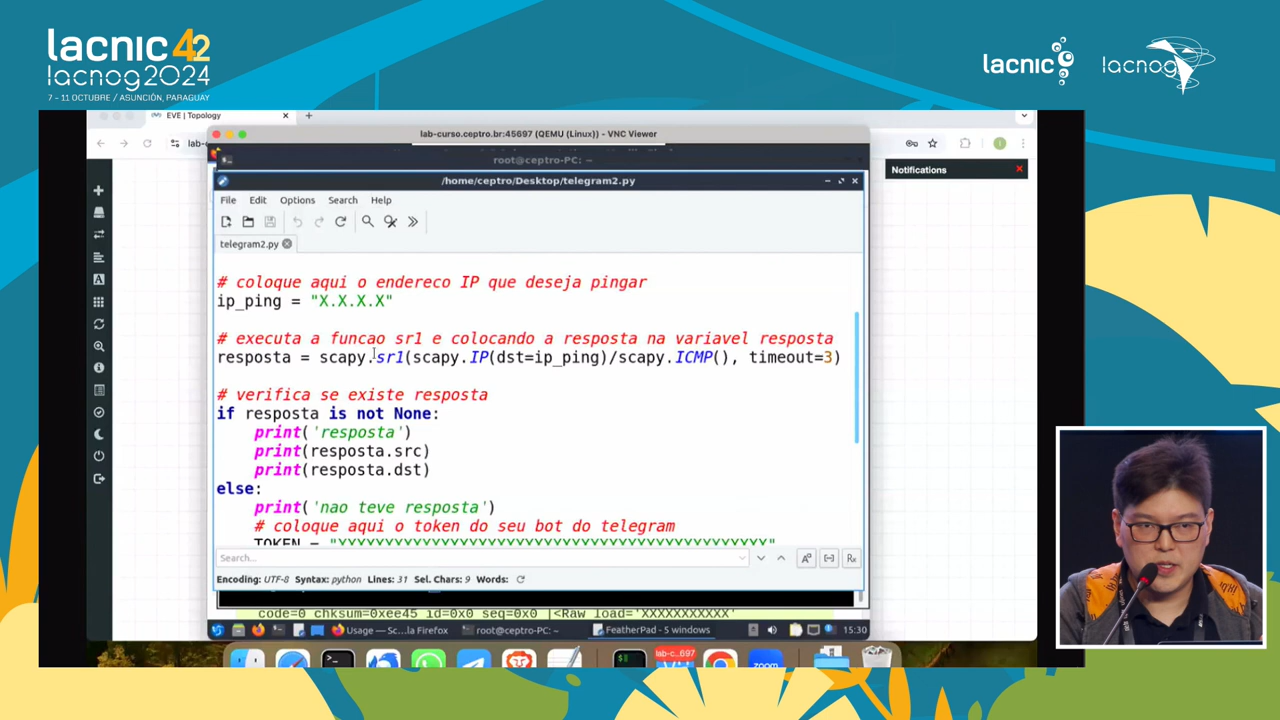 lacnic 42
lacnog2024
7 - 11 OCTUBRE / ASUNCIÓN, PARAGUAY
lacnic
lacnog
EVE | Topology
lab-c
lab-curso.ceptro.br:45697 (QEMU (Linux)) - VNC Viewer
root@ceptro-PC: ~
Notifications
/home/ceptro/Desktop/telegram2.py
File Edit Options Search Help
telegram2.py
# coloque aqui o endereco IP que deseja pingar
ip_ping = "X.X.X.X"
# executa a funcao sr1 e colocando a resposta na variavel resposta
resposta = scapy.sr1(scapy.IP(dst=ip_ping)/scapy.ICMP(), timeout=3)
# verifica se existe resposta
if resposta is not None:
print('resposta')
print(resposta.src)
print(resposta.dst)
else:
print('nao teve resposta')
# coloque aqui o token do seu bot do telegram
Search...
Encoding: UTF-8 Syntax: python Lines: 31 Sel. Chars: 9 Words:
code=0 chksum=0xee45 id=0x0 seq=0x0 |<Raw load='XXXXXXXXXXX'
Usage — Sc...la Firefox
root@ceptro-PC: ~
FeatherPad - 5 windows
15:30
lab-c...697
zoom